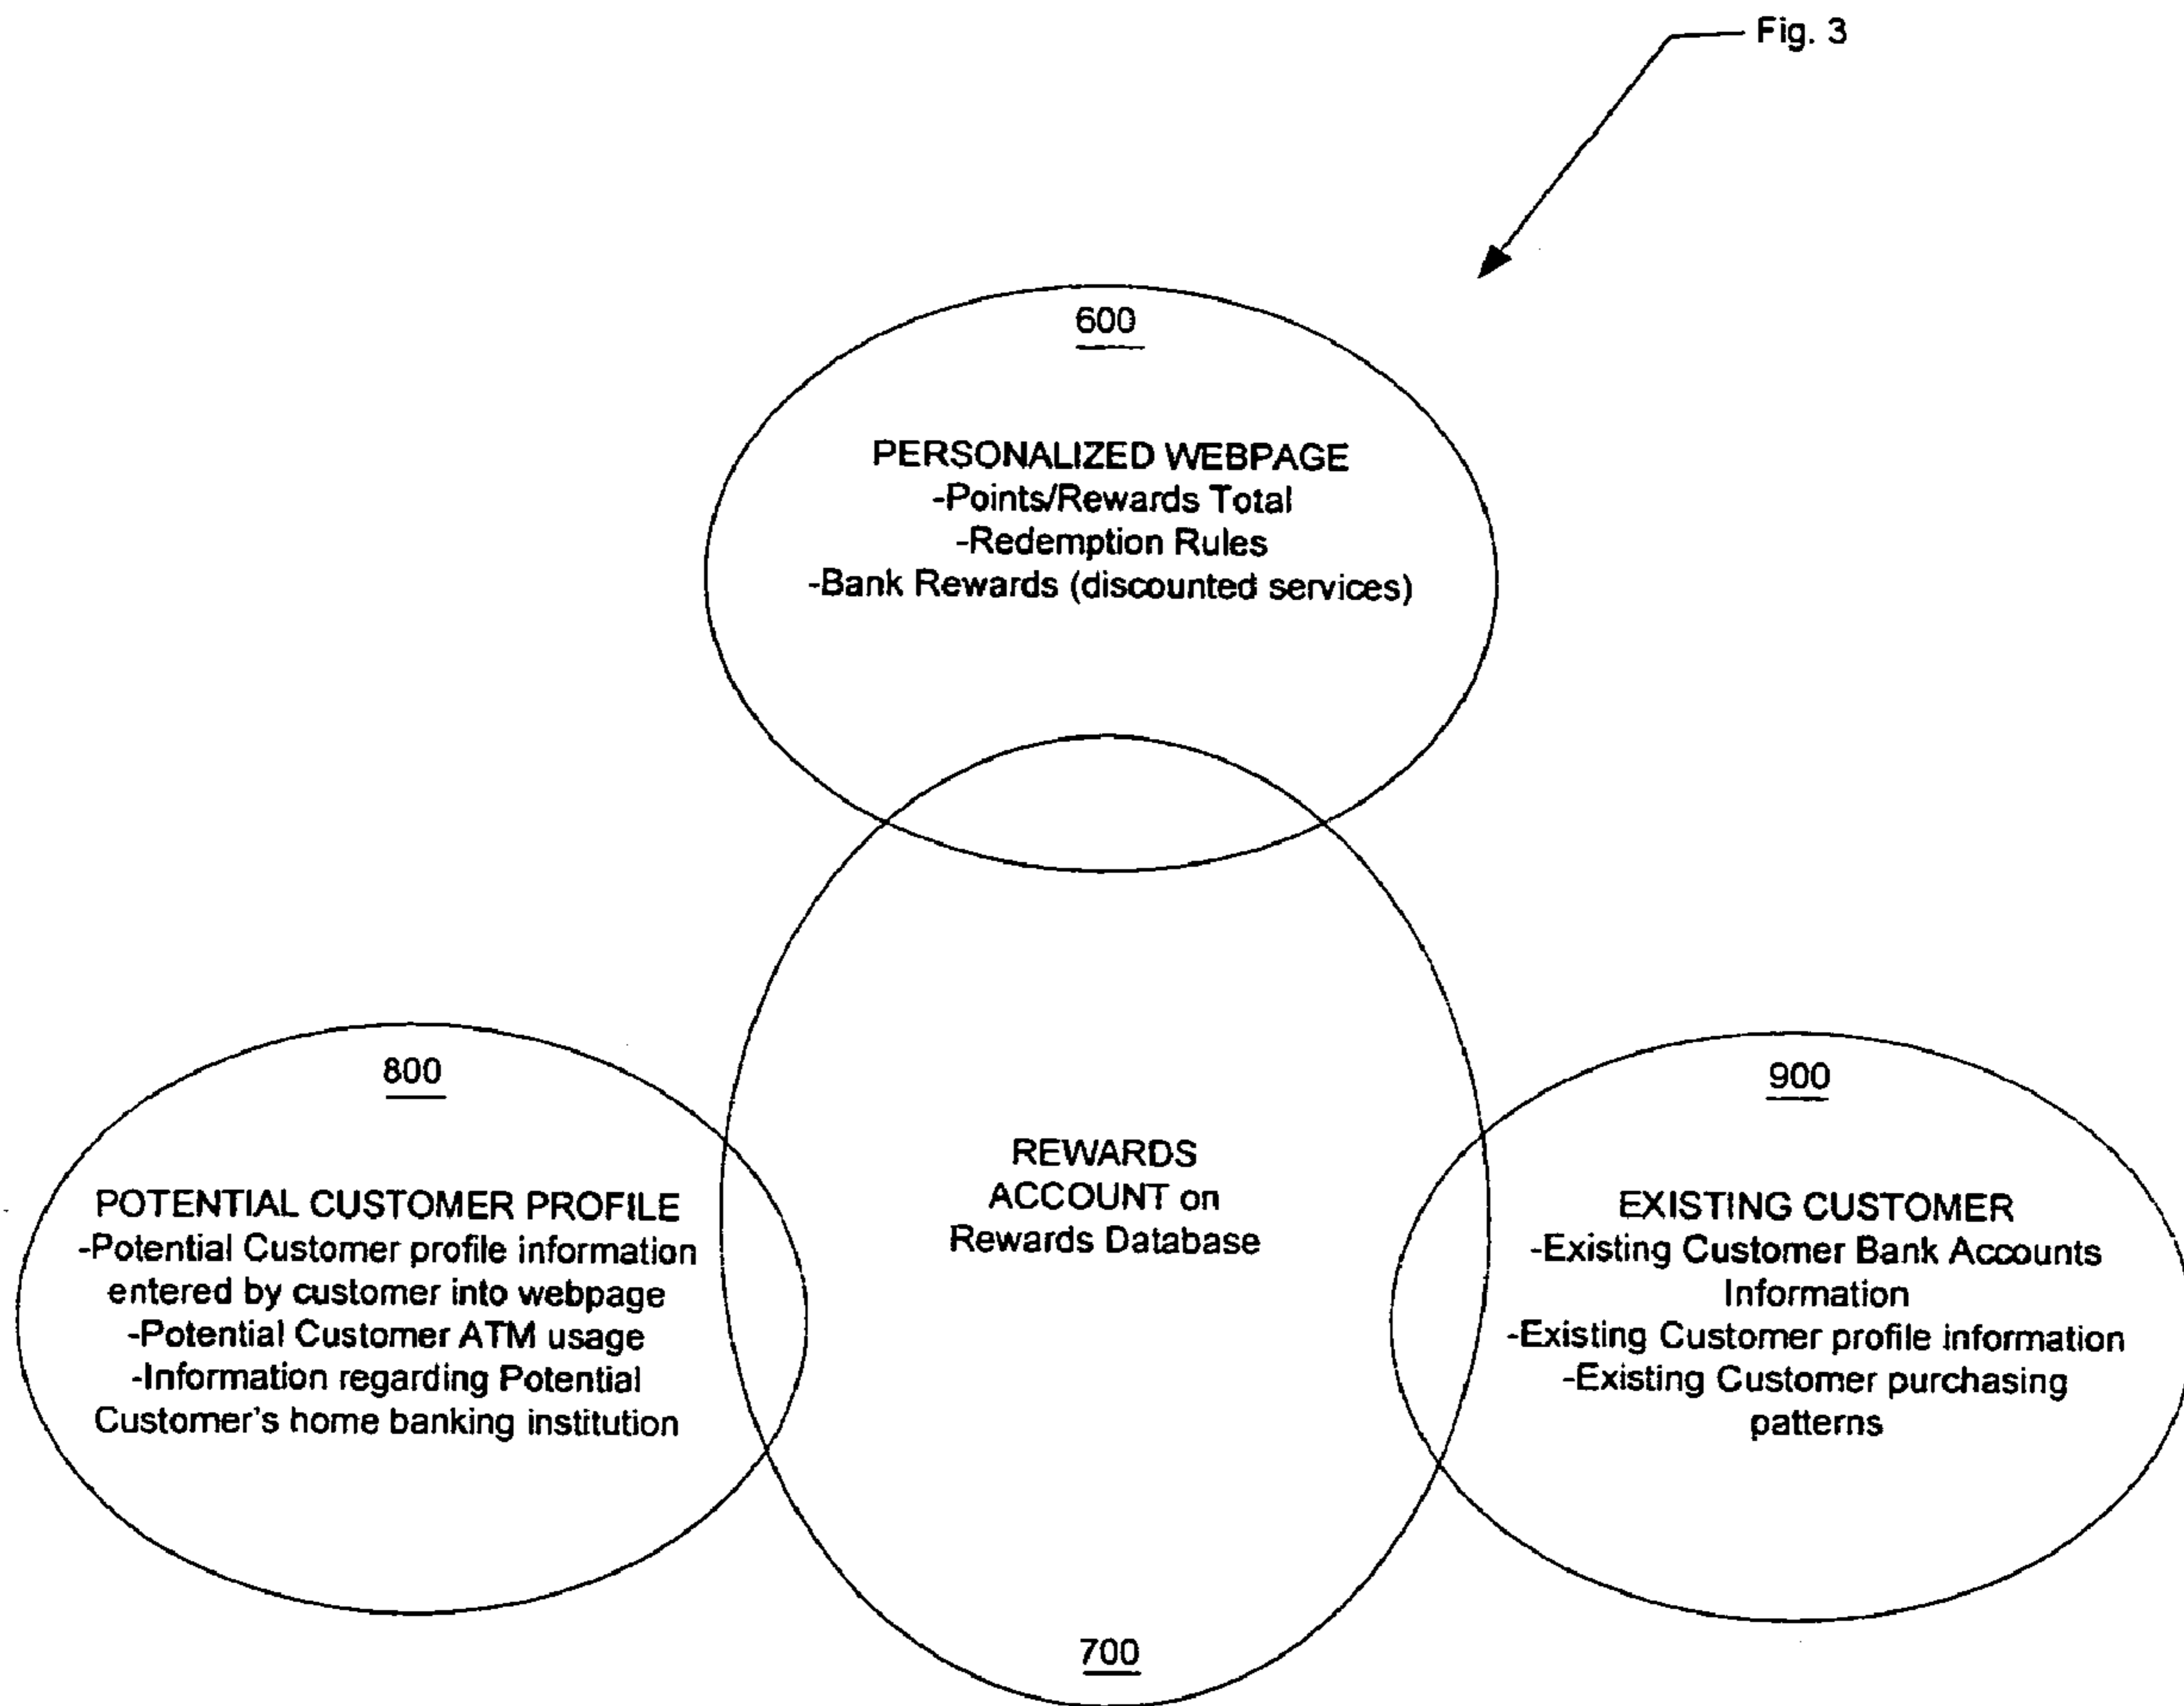 Fig. 3
600
PERSONALIZED WEBPAGE
-Points/Rewards Total
-Redemption Rules
-Bank Rewards (discounted services)
800
POTENTIAL CUSTOMER PROFILE
-Potential Customer profile information
entered by customer into webpage
-Potential Customer ATM usage
-Information regarding Potential
Customer's home banking institution
REWARDS
ACCOUNT on
Rewards Database
700
900
EXISTING CUSTOMER
-Existing Customer Bank Accounts
Information
-Existing Customer profile information
-Existing Customer purchasing
patterns